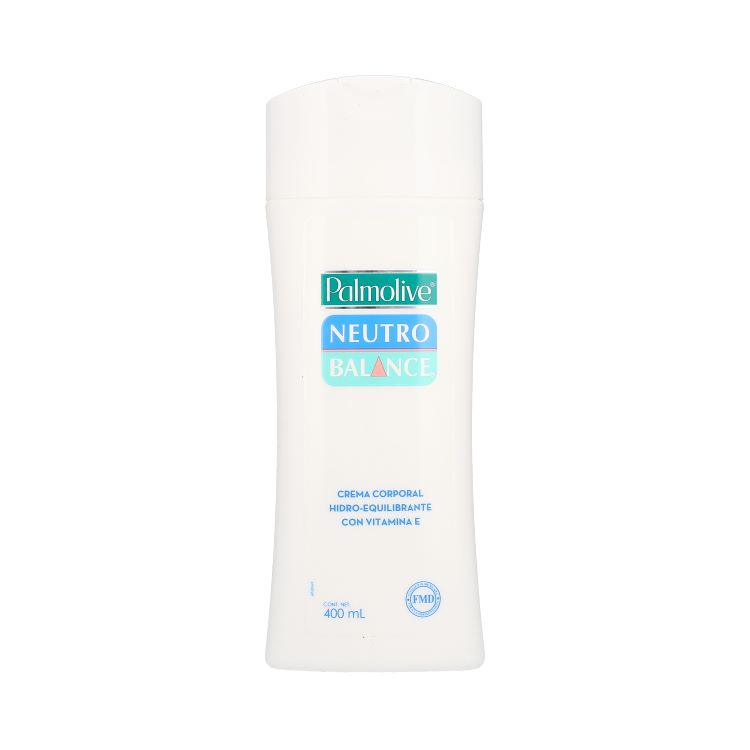 Palmolive®
NEUTRO
BALANCE
CREMA CORPORAL
HIDRO-EQUILIBRANTE
CON VITAMINA E
CONT. NET.
400 mL
FMD